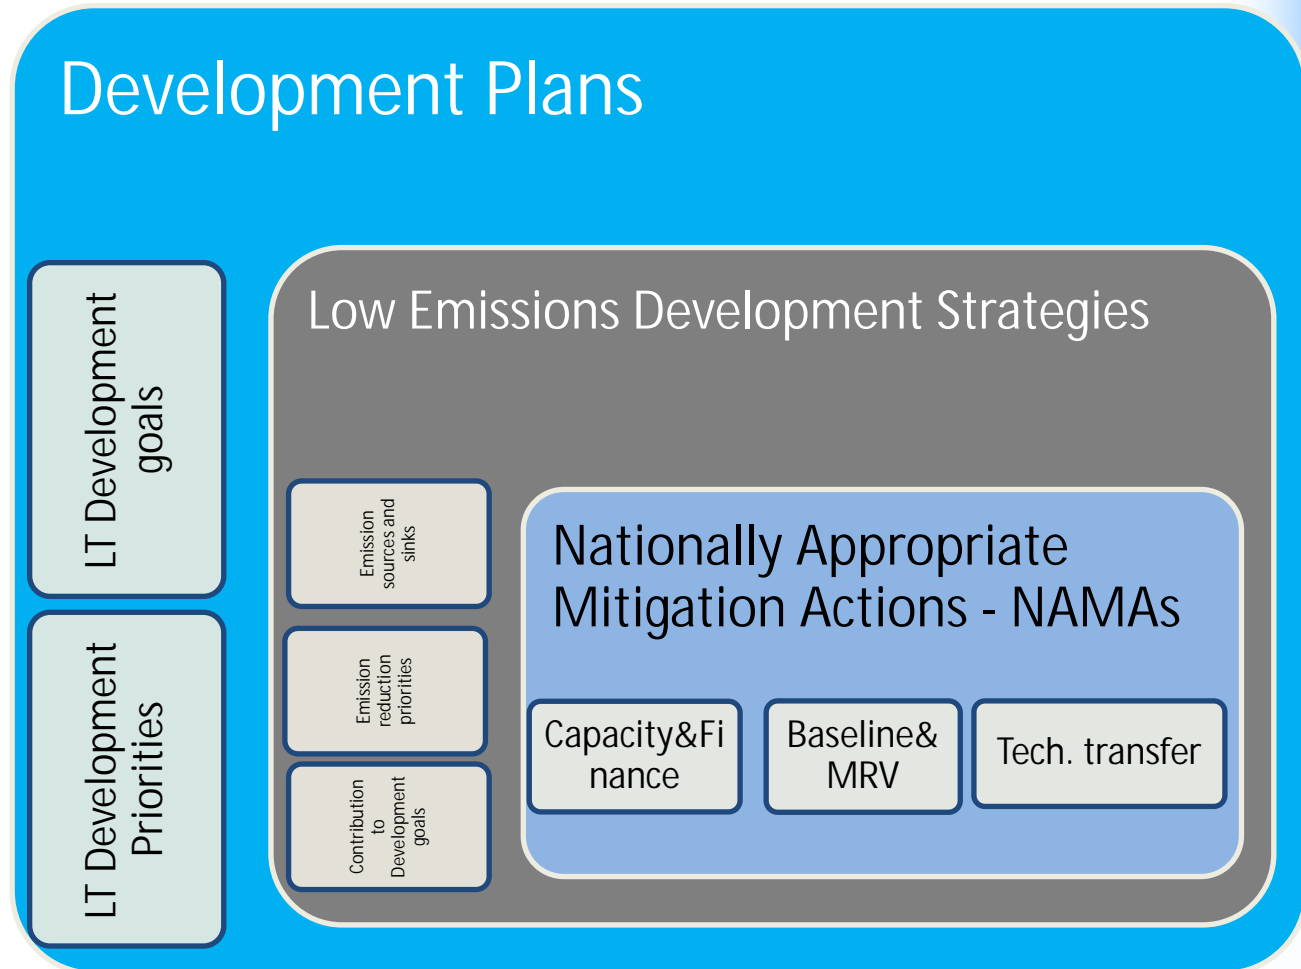 Development Plans
LT Development
goals
LT Development
Priorities
Low Emissions Development Strategies
Emission
sources and
sinks
Emission
reduction
priorities
Contribution
to
Development
goals
Nationally Appropriate
Mitigation Actions - NAMAs
Capacity&Fi
nance
Baseline&
MRV
Tech. transfer